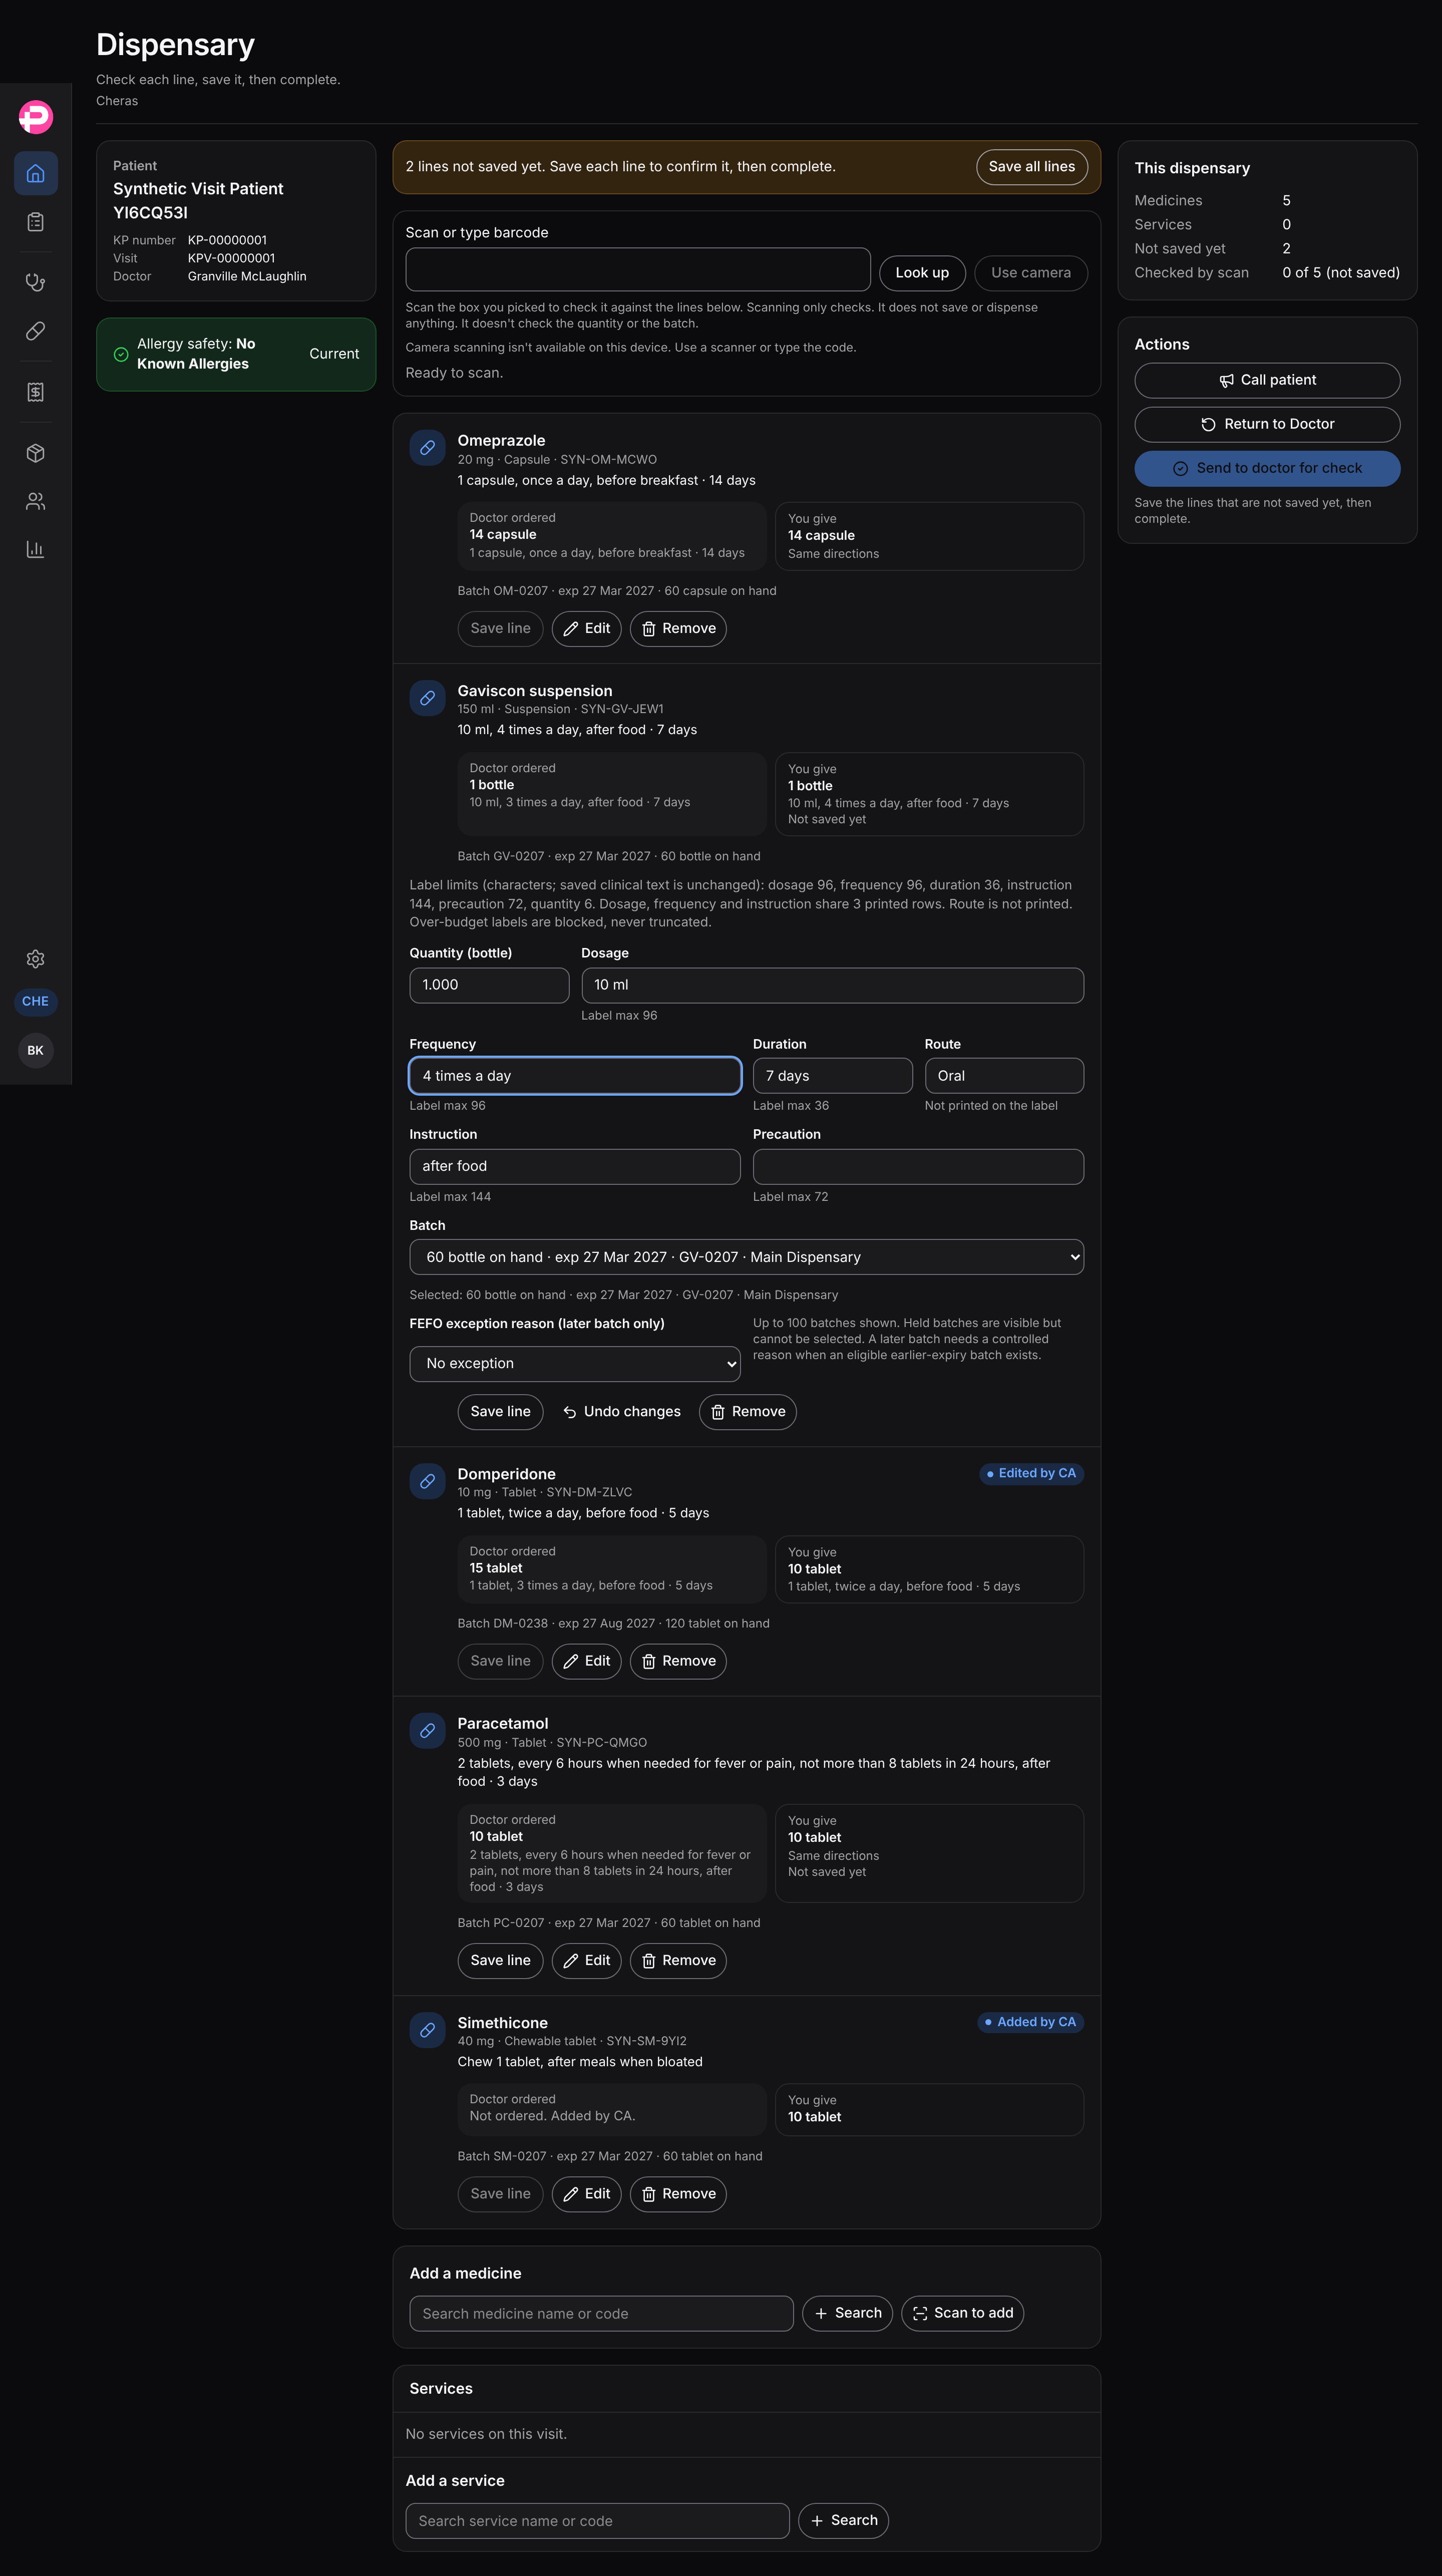 Dispensary
Check each line, save it, then complete.
Cheras
CHE
BK
Patient
Synthetic Visit Patient
YI6CQ53I
KP number KP-00000001
Visit KPV-00000001
Doctor Granville McLaughlin
Allergy safety: No
Known Allergies
Current
2 lines not saved yet. Save each line to confirm it, then complete.
Save all lines
Scan or type barcode
Look up
Use camera
Scan the box you picked to check it against the lines below. Scanning only checks. It does not save or dispense
anything. It doesn't check the quantity or the batch.
Camera scanning isn't available on this device. Use a scanner or type the code.
Ready to scan.
Omeprazole
20 mg · Capsule · SYN-OM-MCWO
1 capsule, once a day, before breakfast · 14 days
Doctor ordered
14 capsule
1 capsule, once a day, before breakfast · 14 days
You give
14 capsule
Same directions
Batch OM-0207 · exp 27 Mar 2027 · 60 capsule on hand
Save line
Edit
Remove
Gaviscon suspension
150 ml · Suspension · SYN-GV-JEW1
10 ml, 4 times a day, after food · 7 days
Doctor ordered
1 bottle
10 ml, 3 times a day, after food · 7 days
You give
1 bottle
10 ml, 4 times a day, after food · 7 days
Not saved yet
Batch GV-0207 · exp 27 Mar 2027 · 60 bottle on hand
Label limits (characters; saved clinical text is unchanged): dosage 96, frequency 96, duration 36, instruction
144, precaution 72, quantity 6. Dosage, frequency and instruction share 3 printed rows. Route is not printed.
Over-budget labels are blocked, never truncated.
Quantity (bottle)
1.000
Dosage
10 ml
Label max 96
Frequency
4 times a day
Label max 96
Duration
7 days
Label max 36
Route
Oral
Not printed on the label
Instruction
after food
Label max 144
Precaution
Label max 72
Batch
60 bottle on hand · exp 27 Mar 2027 · GV-0207 · Main Dispensary
Selected: 60 bottle on hand · exp 27 Mar 2027 · GV-0207 · Main Dispensary
FEFO exception reason (later batch only)
No exception
Up to 100 batches shown. Held batches are visible but
cannot be selected. A later batch needs a controlled
reason when an eligible earlier-expiry batch exists.
Save line
Undo changes
Remove
Domperidone
Edited by CA
10 mg · Tablet · SYN-DM-ZLVC
1 tablet, twice a day, before food · 5 days
Doctor ordered
15 tablet
1 tablet, 3 times a day, before food · 5 days
You give
10 tablet
1 tablet, twice a day, before food · 5 days
Batch DM-0238 · exp 27 Aug 2027 · 120 tablet on hand
Save line
Edit
Remove
Paracetamol
500 mg · Tablet · SYN-PC-QMGO
2 tablets, every 6 hours when needed for fever or pain, not more than 8 tablets in 24 hours, after
food · 3 days
Doctor ordered
10 tablet
2 tablets, every 6 hours when needed for fever or
pain, not more than 8 tablets in 24 hours, after
food · 3 days
You give
10 tablet
Same directions
Not saved yet
Batch PC-0207 · exp 27 Mar 2027 · 60 tablet on hand
Save line
Edit
Remove
Simethicone
Added by CA
40 mg · Chewable tablet · SYN-SM-9YI2
Chew 1 tablet, after meals when bloated
Doctor ordered
Not ordered. Added by CA.
You give
10 tablet
Batch SM-0207 · exp 27 Mar 2027 · 60 tablet on hand
Save line
Edit
Remove
Add a medicine
Search medicine name or code
Search
Scan to add
Services
No services on this visit.
Add a service
Search service name or code
Search
This dispensary
Medicines 5
Services 0
Not saved yet 2
Checked by scan 0 of 5 (not saved)
Actions
Call patient
Return to Doctor
Send to doctor for check
Save the lines that are not saved yet, then
complete.